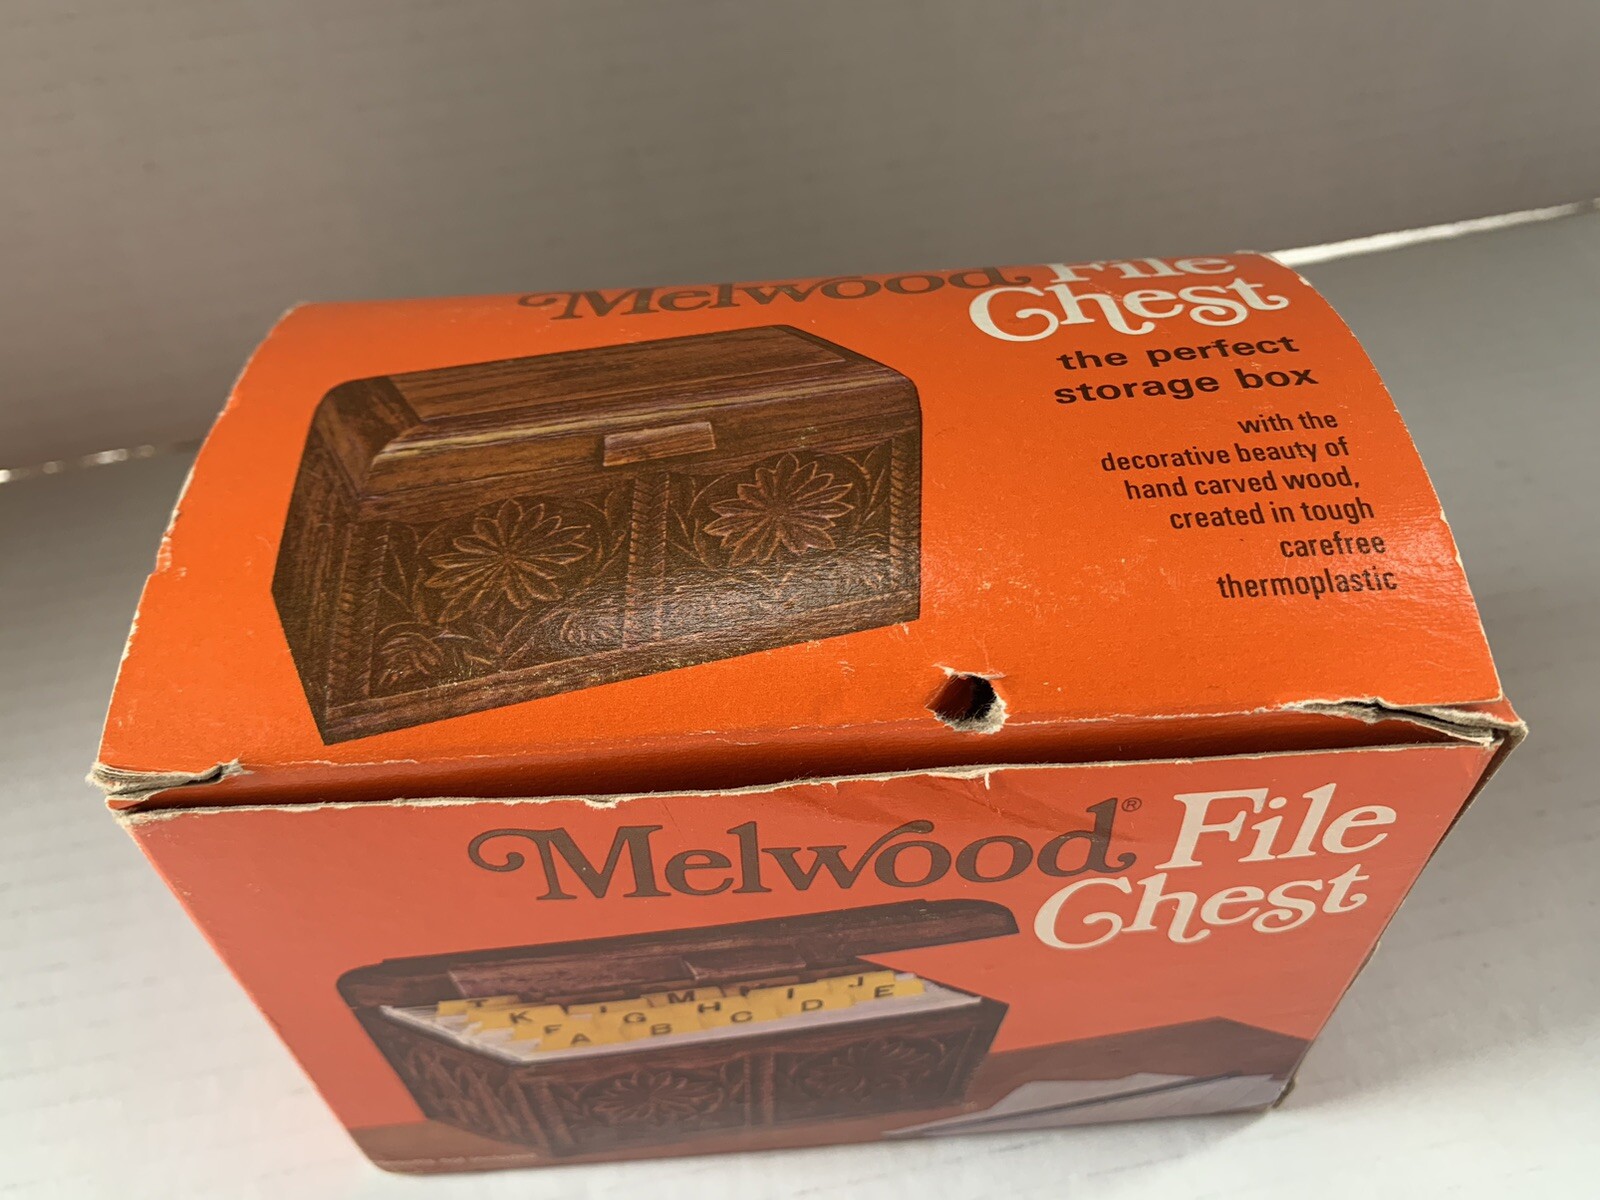 Melwood File
Chest
the perfect
storage box
with the
decorative beauty of
hand carved wood,
created in tough
carefree
thermoplastic
Melwood® File
Chest
M I J
K G H D E
F A B C